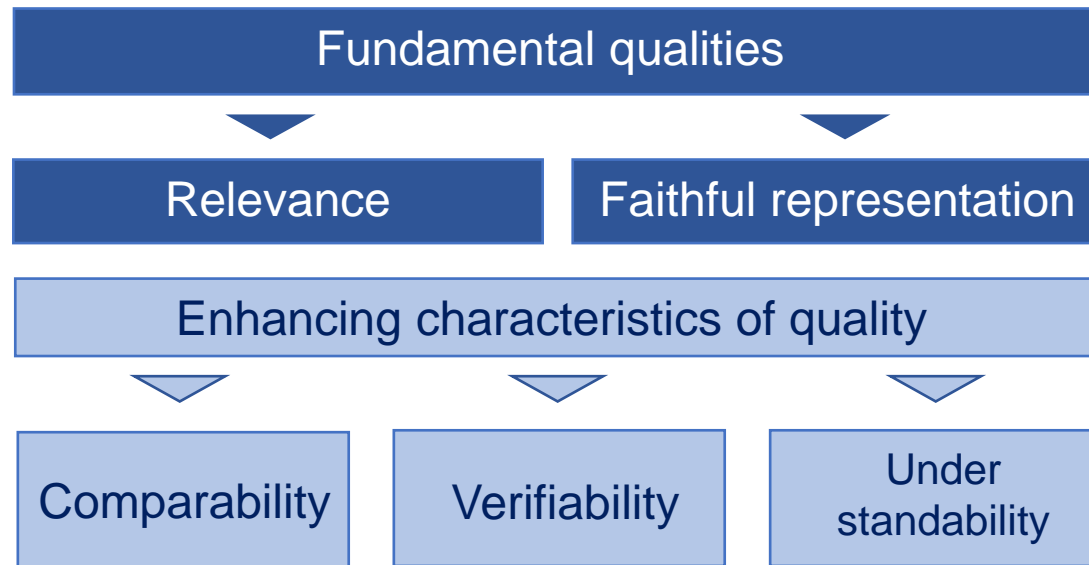 Fundamental qualities
Relevance
Faithful representation
Enhancing characteristics of quality
Comparability
Verifiability
Under
standability